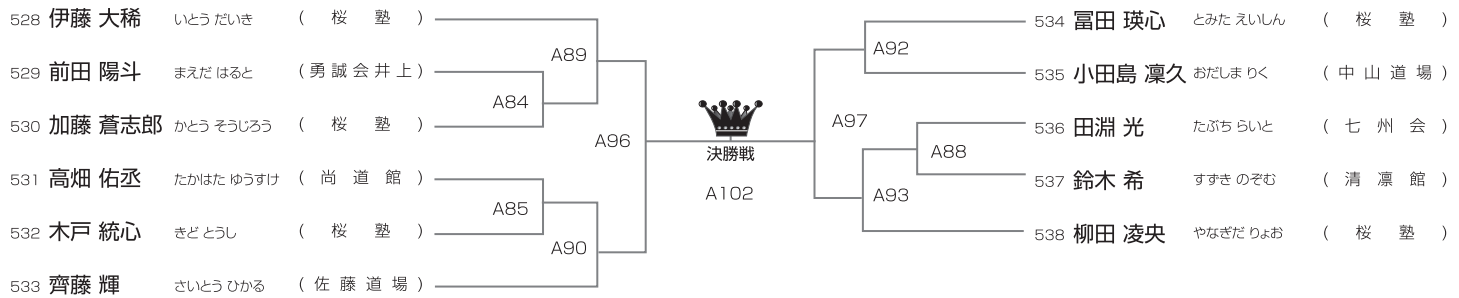 528 伊藤 大稀 いとう だいき ( 桜 塾 )
529 前田 陽斗 まえだ はると ( 勇 誠 会 井 上 )
530 加藤 蒼志郎 かとう そうじろう ( 桜 塾 )
531 高畑 佑丞 たかはた ゆうすけ ( 尚 道 館 )
532 木戸 統心 きど とうし ( 桜 塾 )
533 齊藤 輝 さいとう ひかる ( 佐 藤 道 場 )
A89
A84
A96
A85
A90
決勝戦
A102
A92
A97
A88
A93
534 冨田 瑛心 とみた えいしん ( 桜 塾 )
535 小田島 凜久 おだしま りく ( 中 山 道 場 )
536 田淵 光 たぶち らいと ( 七 州 会 )
537 鈴木 希 すずき のぞむ ( 清 凛 館 )
538 柳田 凌央 やなぎだ りょお ( 桜 塾 )